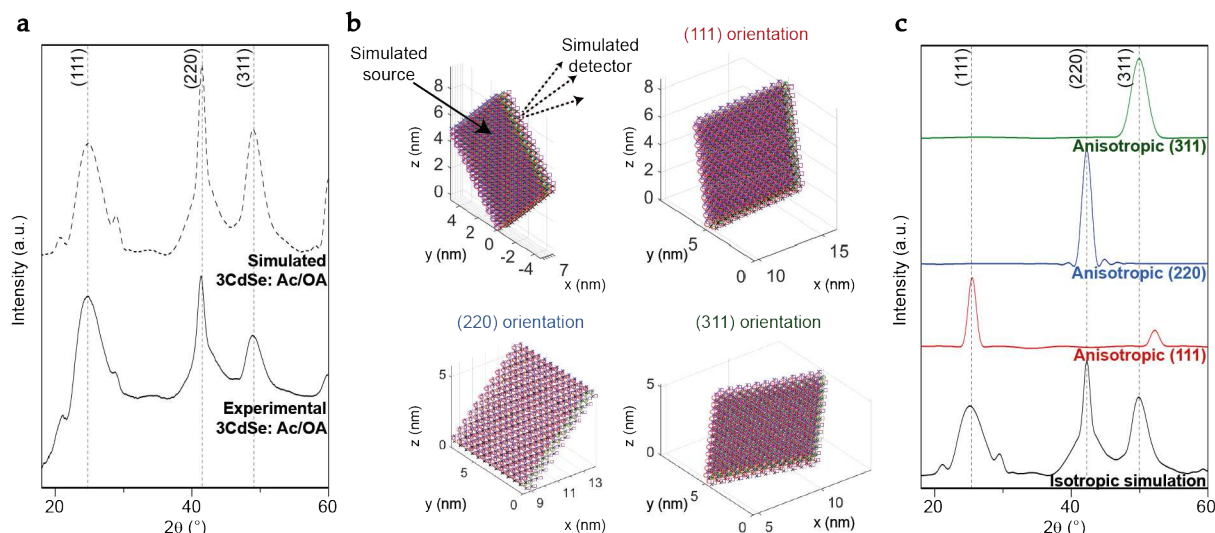 a
Intensity (a.u.)
(111)
(220)
(311)
Simulated
3CdSe: Ac/OA
Experimental
3CdSe: Ac/OA
20
40
60
2θ (°)
b
Simulated
source
Simulated
detector
8
6
4
2
0
z (nm)
4
2
0
-2
-4
y (nm)
7
x (nm)
(111) orientation
8
6
4
2
0
z (nm)
5
0
y (nm)
10
15
x (nm)
(220) orientation
5
0
z (nm)
5
0
y (nm)
9
11
13
x (nm)
(311) orientation
5
0
z (nm)
5
0
y (nm)
5
10
x (nm)
c
Intensity (a.u.)
(111)
(220)
(311)
Anisotropic (311)
Anisotropic (220)
Anisotropic (111)
Isotropic simulation
20
40
60
2θ (°)